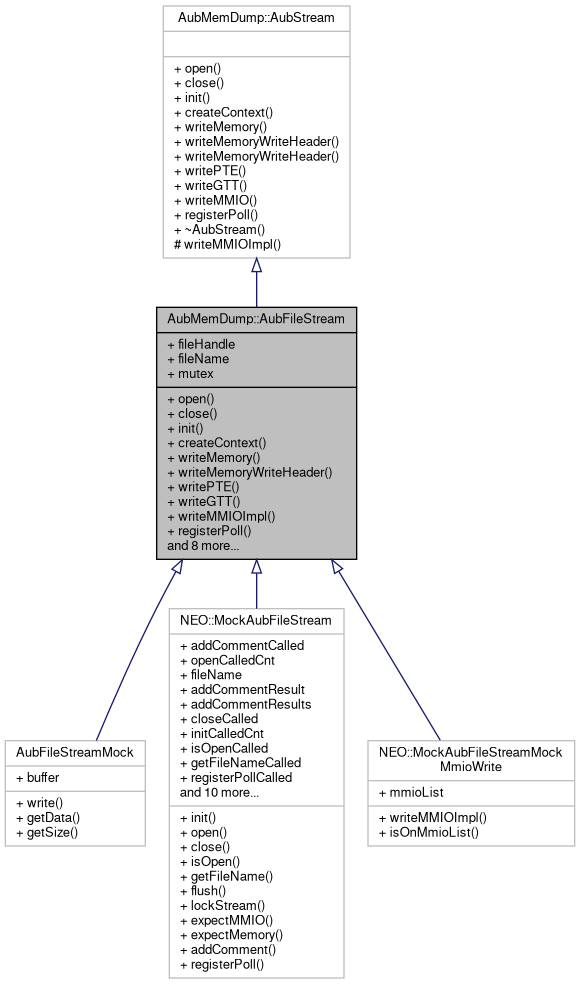 AubMemDump::AubStream
+ open()
+ close()
+ init()
+ createContext()
+ writeMemory()
+ writeMemoryWriteHeader()
+ writeMemoryWriteHeader()
+ writePTE()
+ writeGTT()
+ writeMMIO()
+ registerPoll()
+ ~AubStream()
# writeMMIOImpl()
AubMemDump::AubFileStream
+ fileHandle
+ fileName
+ mutex
+ open()
+ close()
+ init()
+ createContext()
+ writeMemory()
+ writeMemoryWriteHeader()
+ writePTE()
+ writeGTT()
+ writeMMIOImpl()
+ registerPoll()
and 8 more...
AubFileStreamMock
+ buffer
+ write()
+ getData()
+ getSize()
NEO::MockAubFileStream
+ addCommentCalled
+ openCalledCnt
+ fileName
+ addCommentResult
+ addCommentResults
+ closeCalled
+ initCalledCnt
+ isOpenCalled
+ getFileNameCalled
+ registerPollCalled
and 10 more...
+ init()
+ open()
+ close()
+ isOpen()
+ getFileName()
+ flush()
+ lockStream()
+ expectMMIO()
+ expectMemory()
+ addComment()
+ registerPoll()
NEO::MockAubFileStreamMock
MmioWrite
+ mmioList
+ writeMMIOImpl()
+ isOnMmioList()